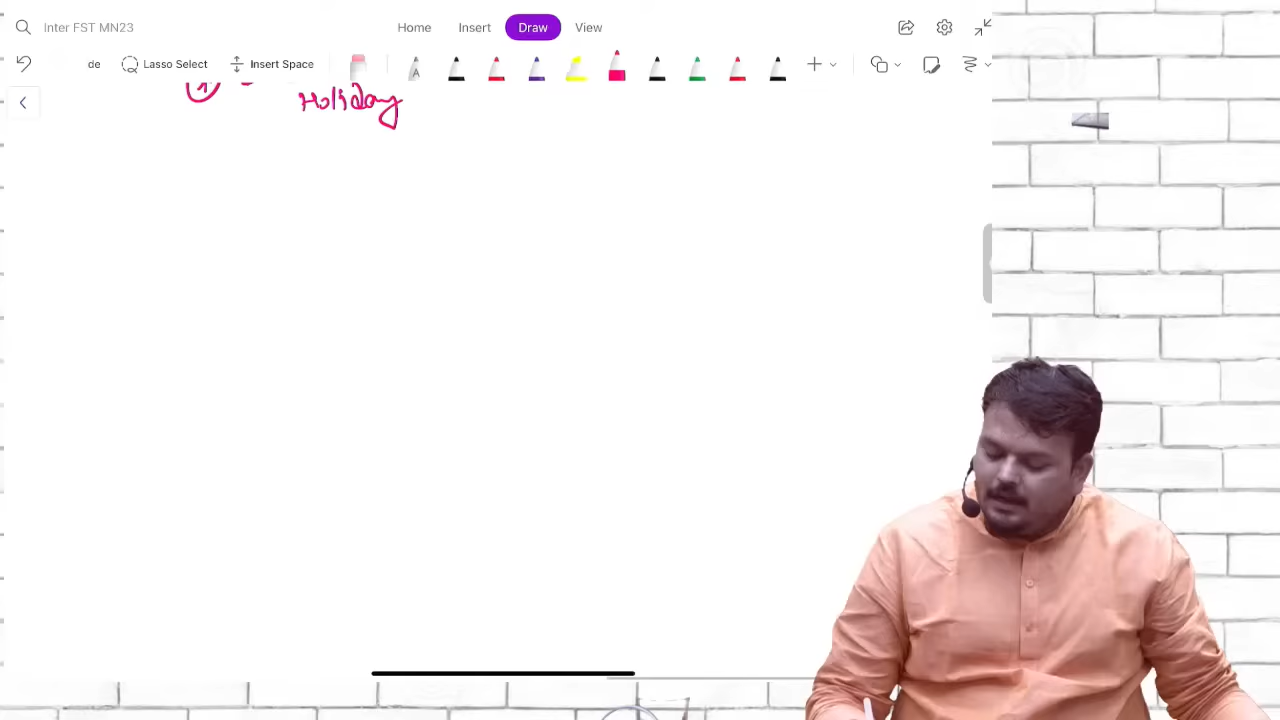 Inter FST MN23
Home Insert Draw View
de Lasso Select Insert Space
Holiday